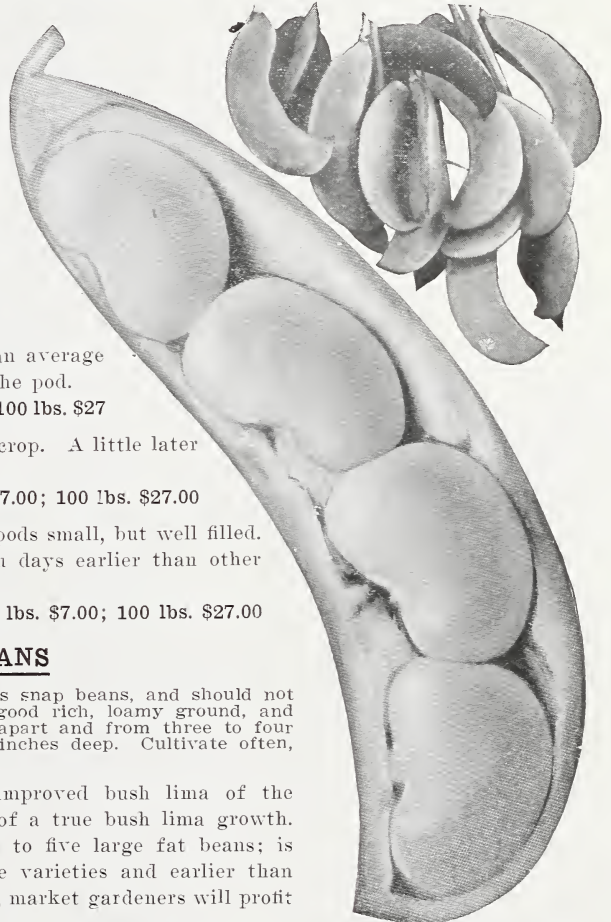 an average
he pod.
100 lbs. $27
crop. A little later
7.00; 100 lbs. $27.00
pods small, but well filled.
days earlier than other
lbs. $7.00; 100 lbs. $27.00
ANS
s snap beans, and should not
good rich, loamy ground, and
apart and from three to four
inches deep. Cultivate often,
improved bush lima of the
of a true bush lima growth.
to five large fat beans; is
e varieties and earlier than
market gardeners will profit